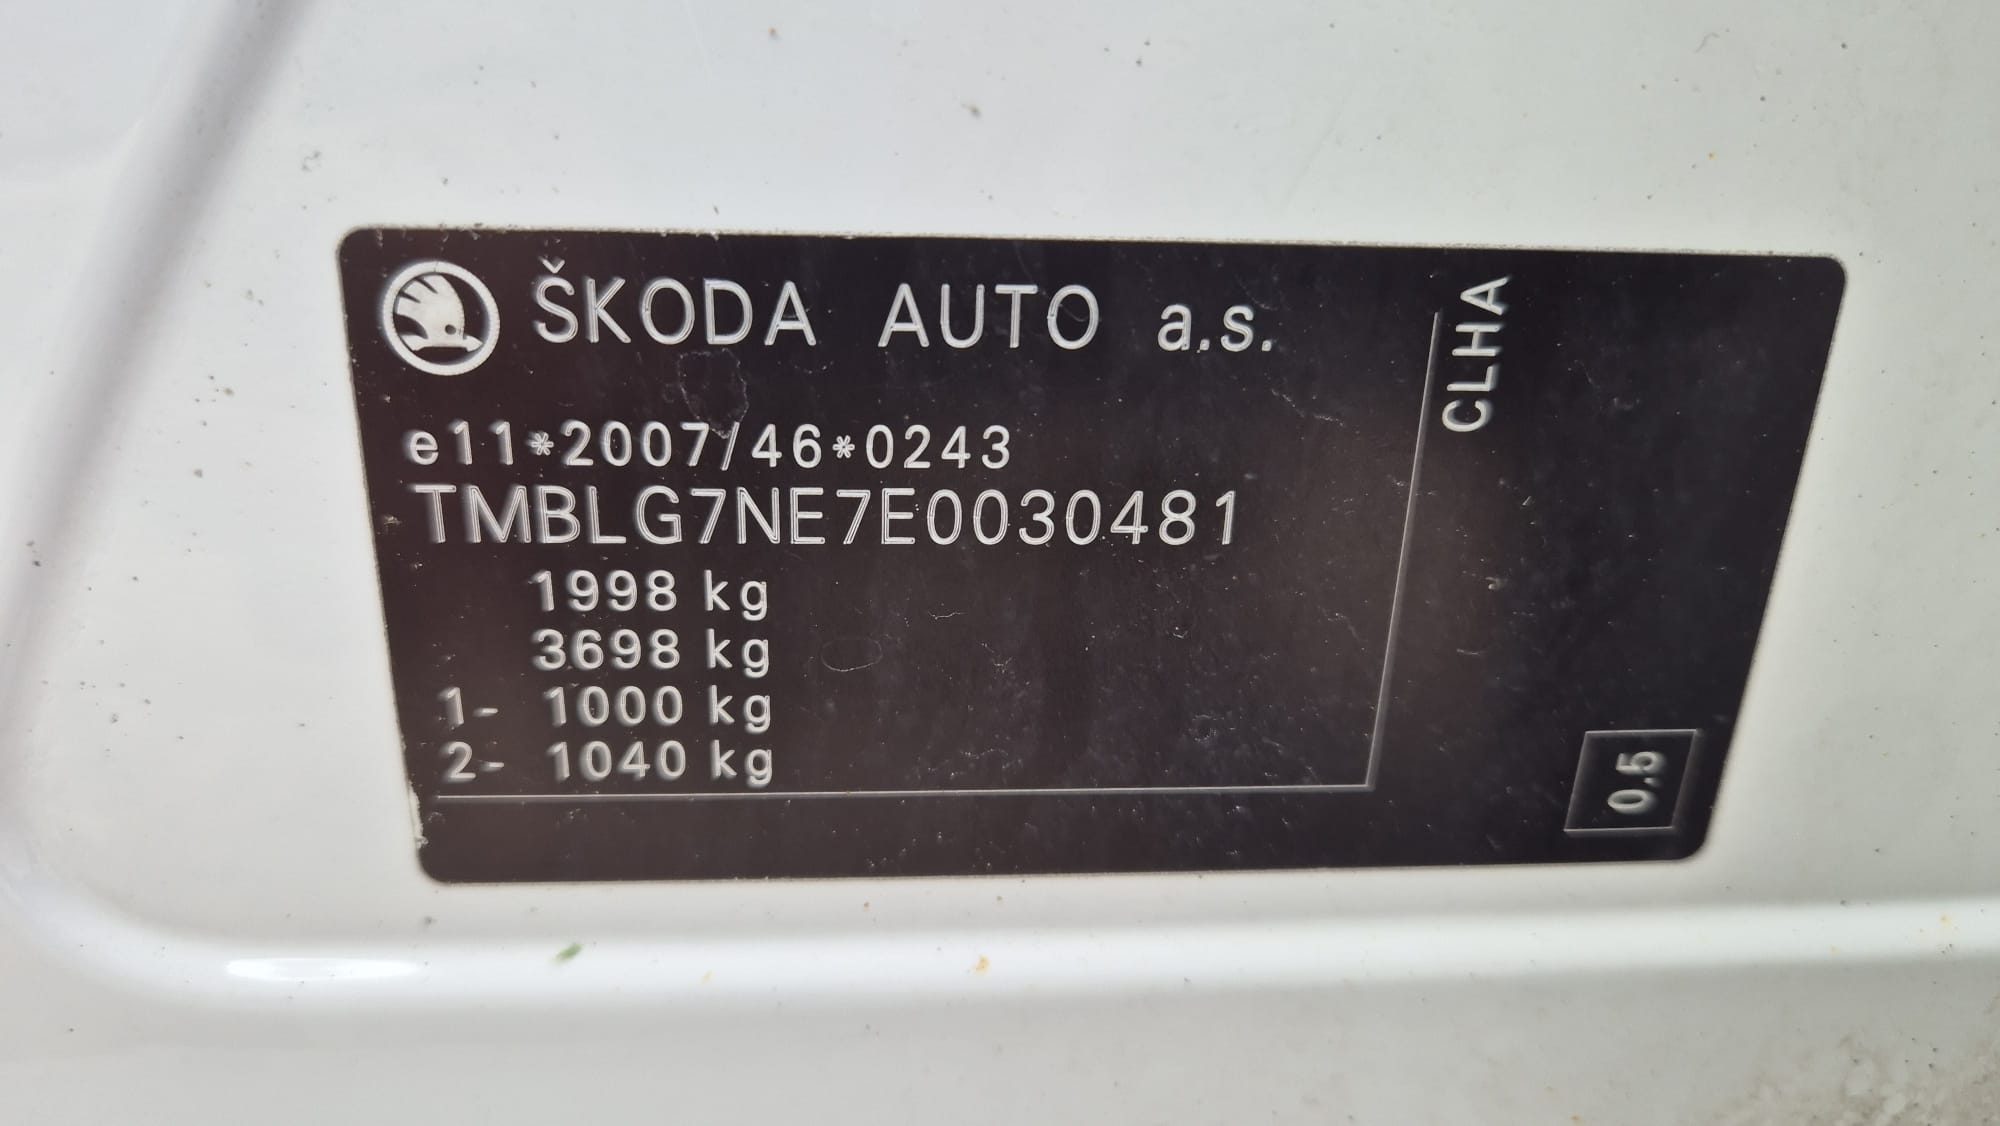 ŠKODA AUTO a.s.
e11*2007/46*0243
TMBLG7NE7E0030481
1998 kg
3698 kg
1- 1000 kg
2- 1040 kg
CLHA
0.5